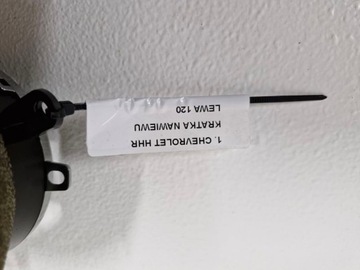 1. CHEVROLET HHR
KRATKA NAWIEWU
LEWA 120